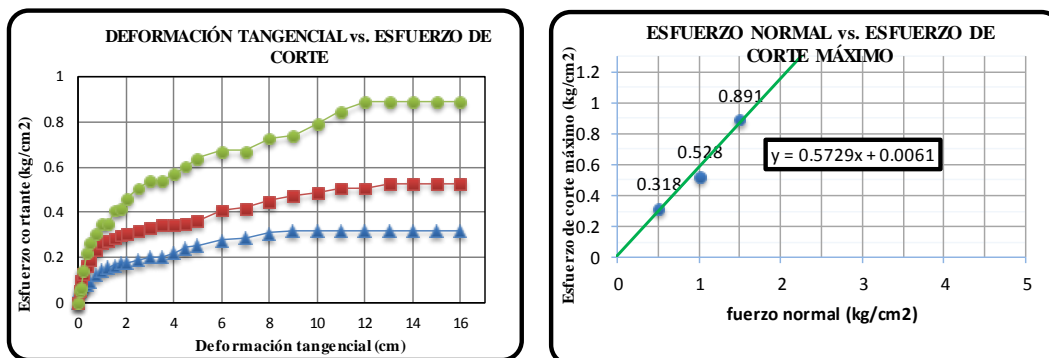 DEFORMACIÓN TANGENCIAL vs. ESFUERZO DE
CORTE
Esfuerzo cortante (kg/cm2)
1
0.8
0.6
0.4
0.2
0
0 2 4 6 8 10 12 14 16
Deformación tangencial (cm)
ESFUERZO NORMAL vs. ESFUERZO DE
CORTE MÁXIMO
Esfuerzo de corte máximo (kg/cm2)
1.2
1
0.8
0.6
0.4
0.2
0
0.891
0.528
0.318
y = 0.5729x + 0.0061
0 1 2 3 4 5
fuerzo normal (kg/cm2)